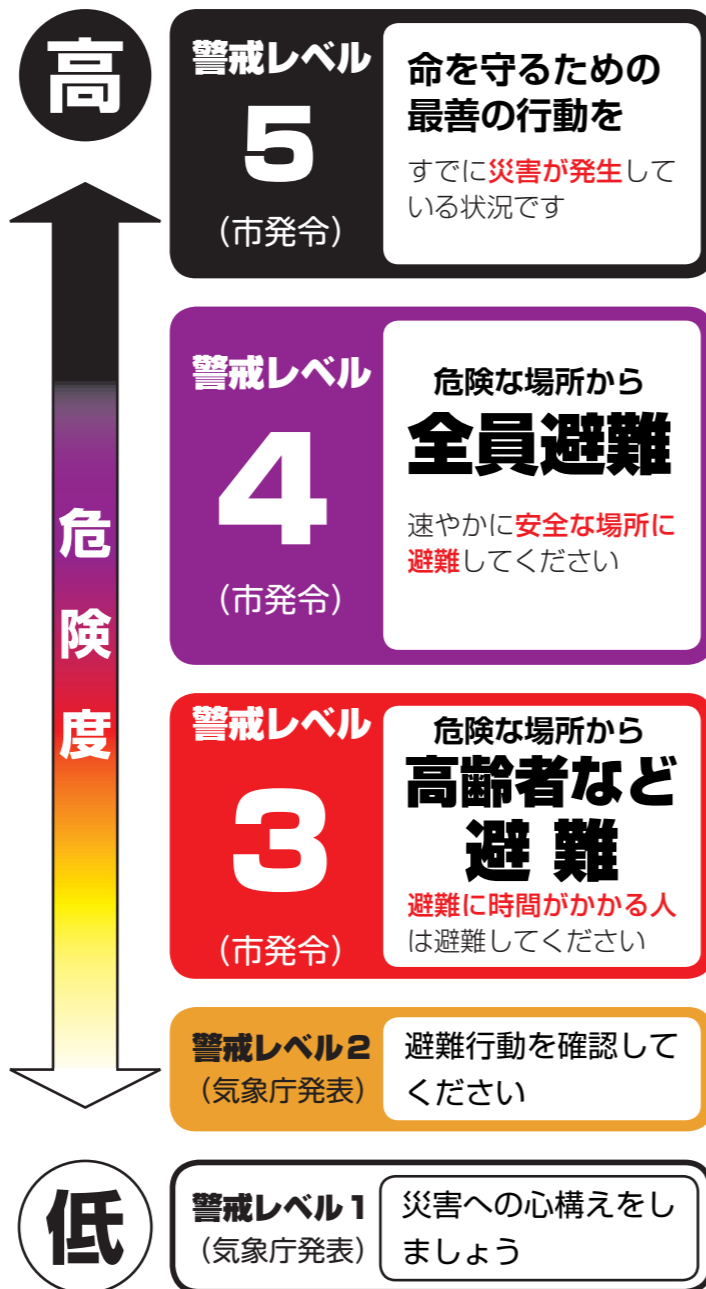 高
警戒レベル
5
（市発令）
命を守るための
最善の行動を
すでに災害が発生して
いる状況です
危険度
警戒レベル
4
（市発令）
危険な場所から
全員避難
速やかに安全な場所に
避難してください
警戒レベル
3
（市発令）
危険な場所から
高齢者など
避難
避難に時間がかかる人
は避難してください
警戒レベル2
（気象庁発表）
避難行動を確認して
ください
低
警戒レベル1
（気象庁発表）
災害への心構えをし
ましょう